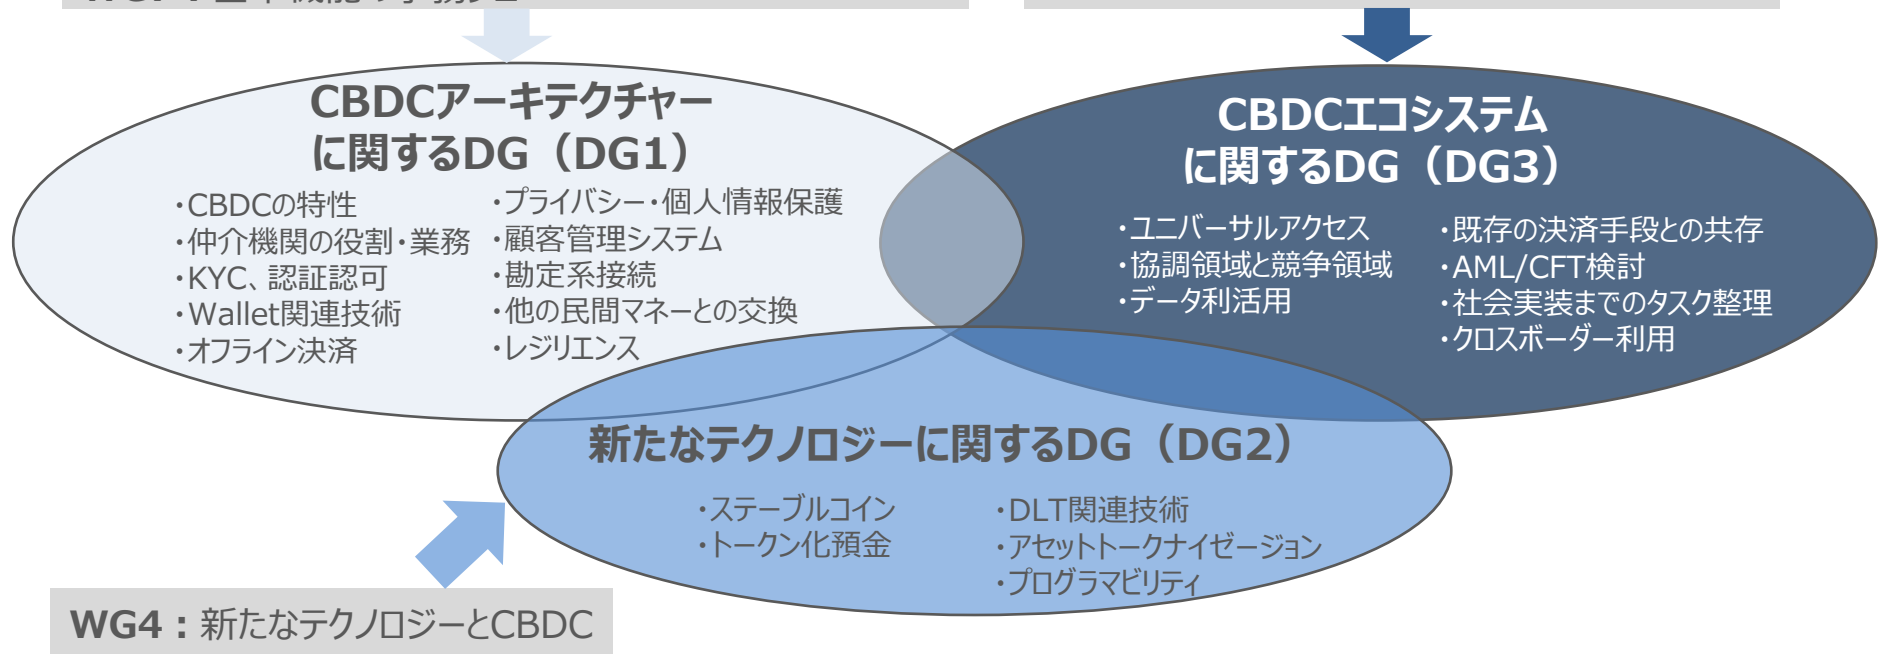 CBDCアーキテクチャー
に関するDG（DG1）
・CBDCの特性
・仲介機関の役割・業務
・KYC、認証認可
・Wallet関連技術
・オフライン決済
・プライバシー・個人情報保護
・顧客管理システム
・勘定系接続
・他の民間マネーとの交換
・レジリエンス
CBDCエコシステム
に関するDG（DG3）
・ユニバーサルアクセス
・協調領域と競争領域
・データ利活用
・既存の決済手段との共存
・AML/CFT検討
・社会実装までのタスク整理
・クロスボーダー利用
新たなテクノロジーに関するDG（DG2）
・ステーブルコイン
・トークン化預金
・DLT関連技術
・アセットトークナイゼージョン
・プログラマビリティ
WG4：新たなテクノロジーとCBDC